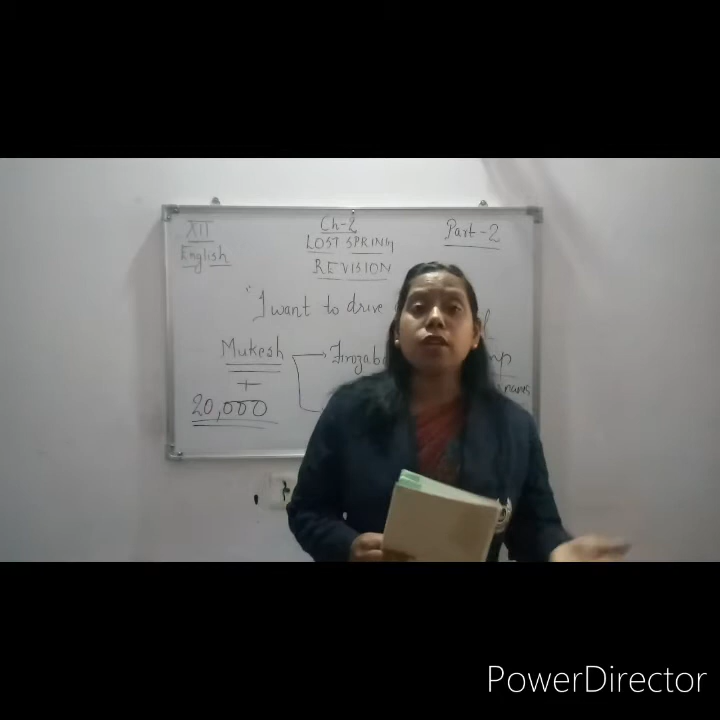 XII
English
Ch-2
LOST SPRING
REVISION
Part-2
"I want to drive
Mukesh
+
20,000
PowerDirector